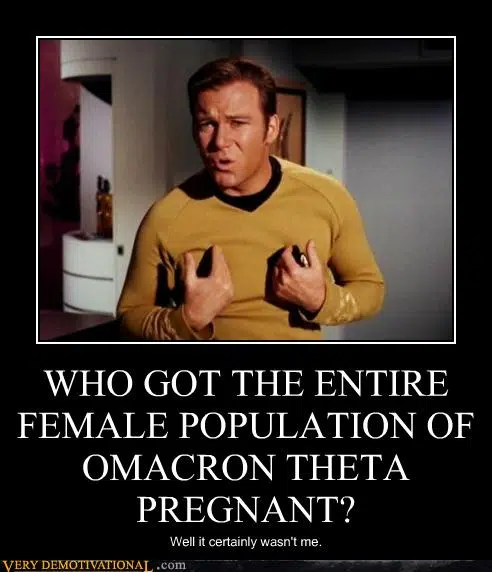 WHO GOT THE ENTIRE
FEMALE POPULATION OF
OMACRON THETA
PREGNANT?
Well it certainly wasn't me.
VERY DEMOTIVATIONAL.com